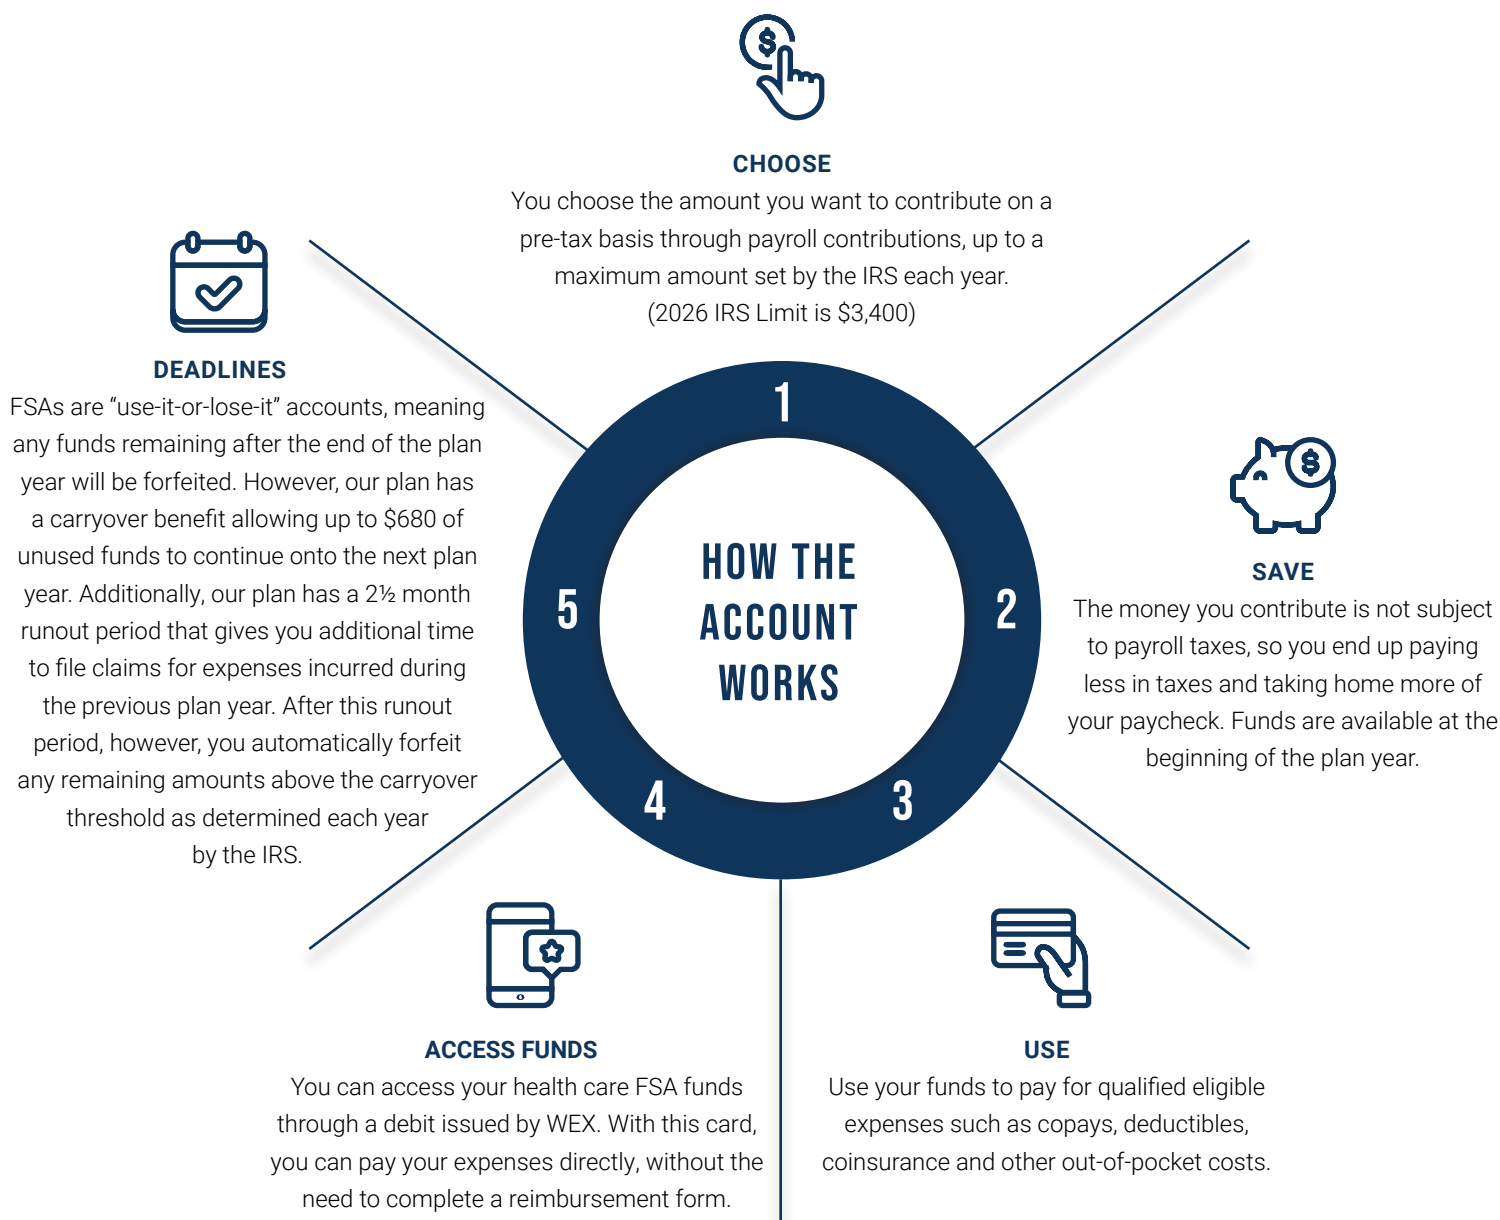 CHOOSE
You choose the amount you want to contribute on a
pre-tax basis through payroll contributions, up to a
maximum amount set by the IRS each year.
(2026 IRS Limit is $3,400)
1
HOW THE
ACCOUNT
WORKS
2
SAVE
The money you contribute is not subject
to payroll taxes, so you end up paying
less in taxes and taking home more of
your paycheck. Funds are available at the
beginning of the plan year.
3
USE
Use your funds to pay for qualified eligible
expenses such as copays, deductibles,
coinsurance and other out-of-pocket costs.
4
ACCESS FUNDS
You can access your health care FSA funds
through a debit issued by WEX. With this card,
you can pay your expenses directly, without the
need to complete a reimbursement form.
5
DEADLINES
FSAs are “use-it-or-lose-it” accounts, meaning
any funds remaining after the end of the plan
year will be forfeited. However, our plan has
a carryover benefit allowing up to $680 of
unused funds to continue onto the next plan
year. Additionally, our plan has a 2½ month
runout period that gives you additional time
to file claims for expenses incurred during
the previous plan year. After this runout
period, however, you automatically forfeit
any remaining amounts above the carryover
threshold as determined each year
by the IRS.
$
$